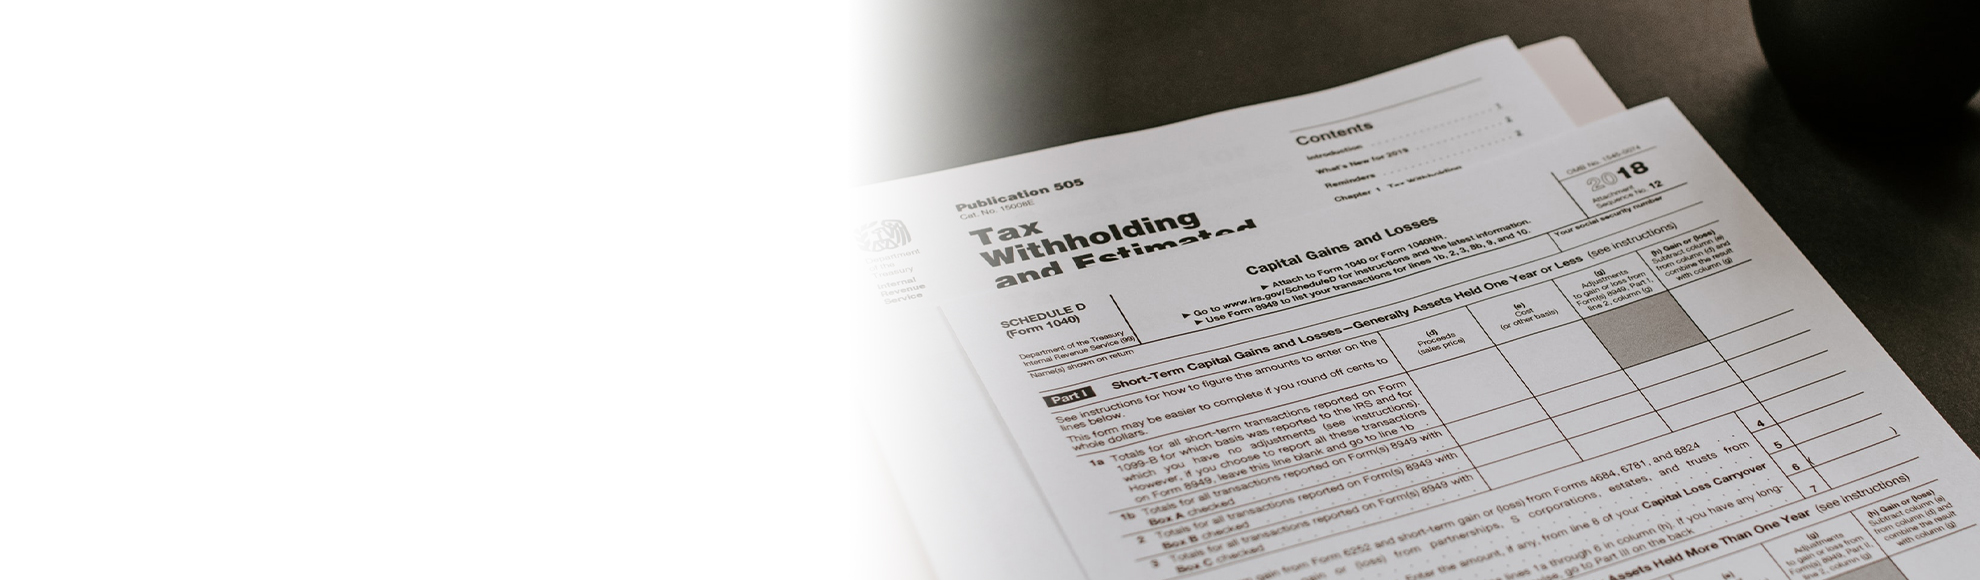 Publication 505
Cat. No. 15008E
Tax
Withholding
and Estimated
Department
of the
Treasury
Internal
Revenue
Service
Contents
Introduction
What's New for 2019
Reminders
Chapter 1. Tax Withholding
1
1
2
SCHEDULE D
(Form 1040)
Department of the Treasury
Internal Revenue Service (99)
Name(s) shown on return
Capital Gains and Losses
► Attach to Form 1040 or Form 1040NR.
► Go to www.irs.gov/ScheduleD for instructions and the latest information.
► Use Form 8949 to list your transactions for lines 1b, 2, 3, 8b, 9, and 10.
OMB No. 1545-0074
2018
Attachment
Sequence No. 12
Your social security number
Part I Short-Term Capital Gains and Losses—Generally Assets Held One Year or Less (see instructions)
See instructions for how to figure the amounts to enter on the
lines below.
This form may be easier to complete if you round off cents to
whole dollars.
(d)
Proceeds
(sales price)
(e)
Cost
(or other basis)
(g)
Adjustments
to gain or loss from
Form(s) 8949, Part I,
line 2, column (g)
(h) Gain or (loss)
Subtract column (e)
from column (d) and
combine the result
with column (g)
1a Totals for all short-term transactions reported on Form
1099-B for which basis was reported to the IRS and for
which you have no adjustments (see instructions).
However, if you choose to report all these transactions
on Form 8949, leave this line blank and go to line 1b
1b Totals for all transactions reported on Form(s) 8949 with
Box A checked
2 Totals for all transactions reported on Form(s) 8949 with
Box B checked
3 Totals for all transactions reported on Form(s) 8949 with
Box C checked
gain from Form 6252 and short-term gain or (loss) from Forms 4684, 6781, and 8824
4
gain or (loss) from partnerships, S corporations, estates, and trusts from
5
Enter the amount, if any, from line 8 of your Capital Loss Carryover
6 ( )
lines 1a through 6 in column (h). If you have any long-
go to Part III on the back
7
Assets Held More Than One Year (see instructions)
(e)
(g)
Adjustments
to gain or loss from
Form(s) 8949, Part II,
line 2, column (g)
(h) Gain or (loss)
Subtract column (e)
from column (d) and
combine the result
with column (g)